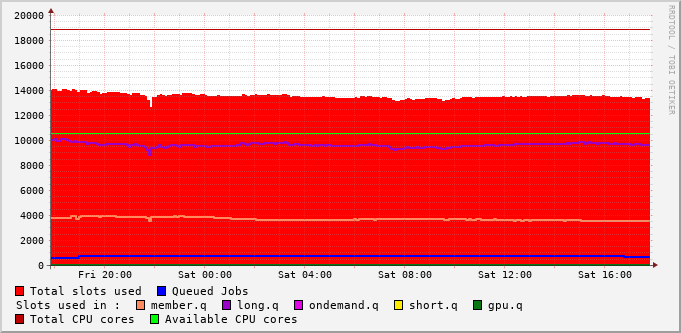 20000
18000
16000
14000
12000
10000
8000
6000
4000
2000
0
Fri 20:00 Sat 00:00 Sat 04:00 Sat 08:00 Sat 12:00 Sat 16:00
Total slots used Queued Jobs
Slots used in : member.q long.q ondemand.q short.q gpu.q
Total CPU cores Available CPU cores
RRDTOOL / TOBI OETIKER